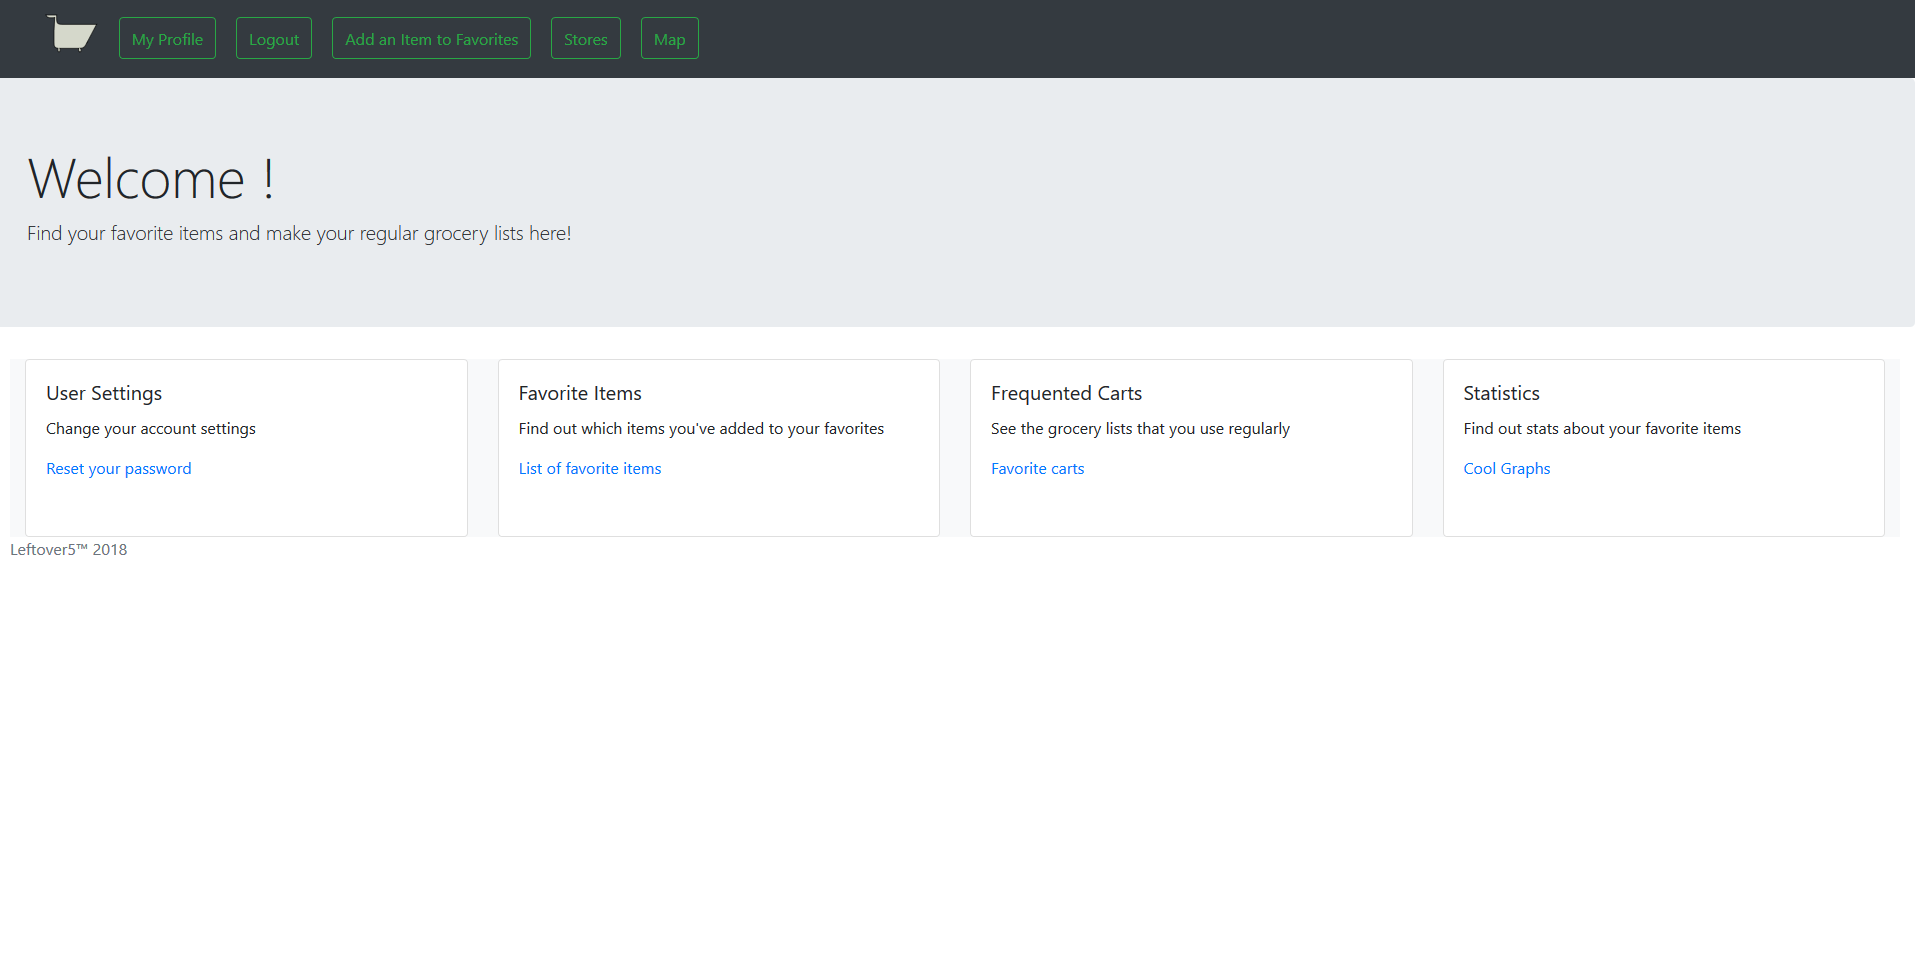 My Profile Logout Add an Item to Favorites Stores Map
Welcome !
Find your favorite items and make your regular grocery lists here!
User Settings
Change your account settings
Reset your password
Favorite Items
Find out which items you've added to your favorites
List of favorite items
Frequented Carts
See the grocery lists that you use regularly
Favorite carts
Statistics
Find out stats about your favorite items
Cool Graphs
Leftover5™ 2018